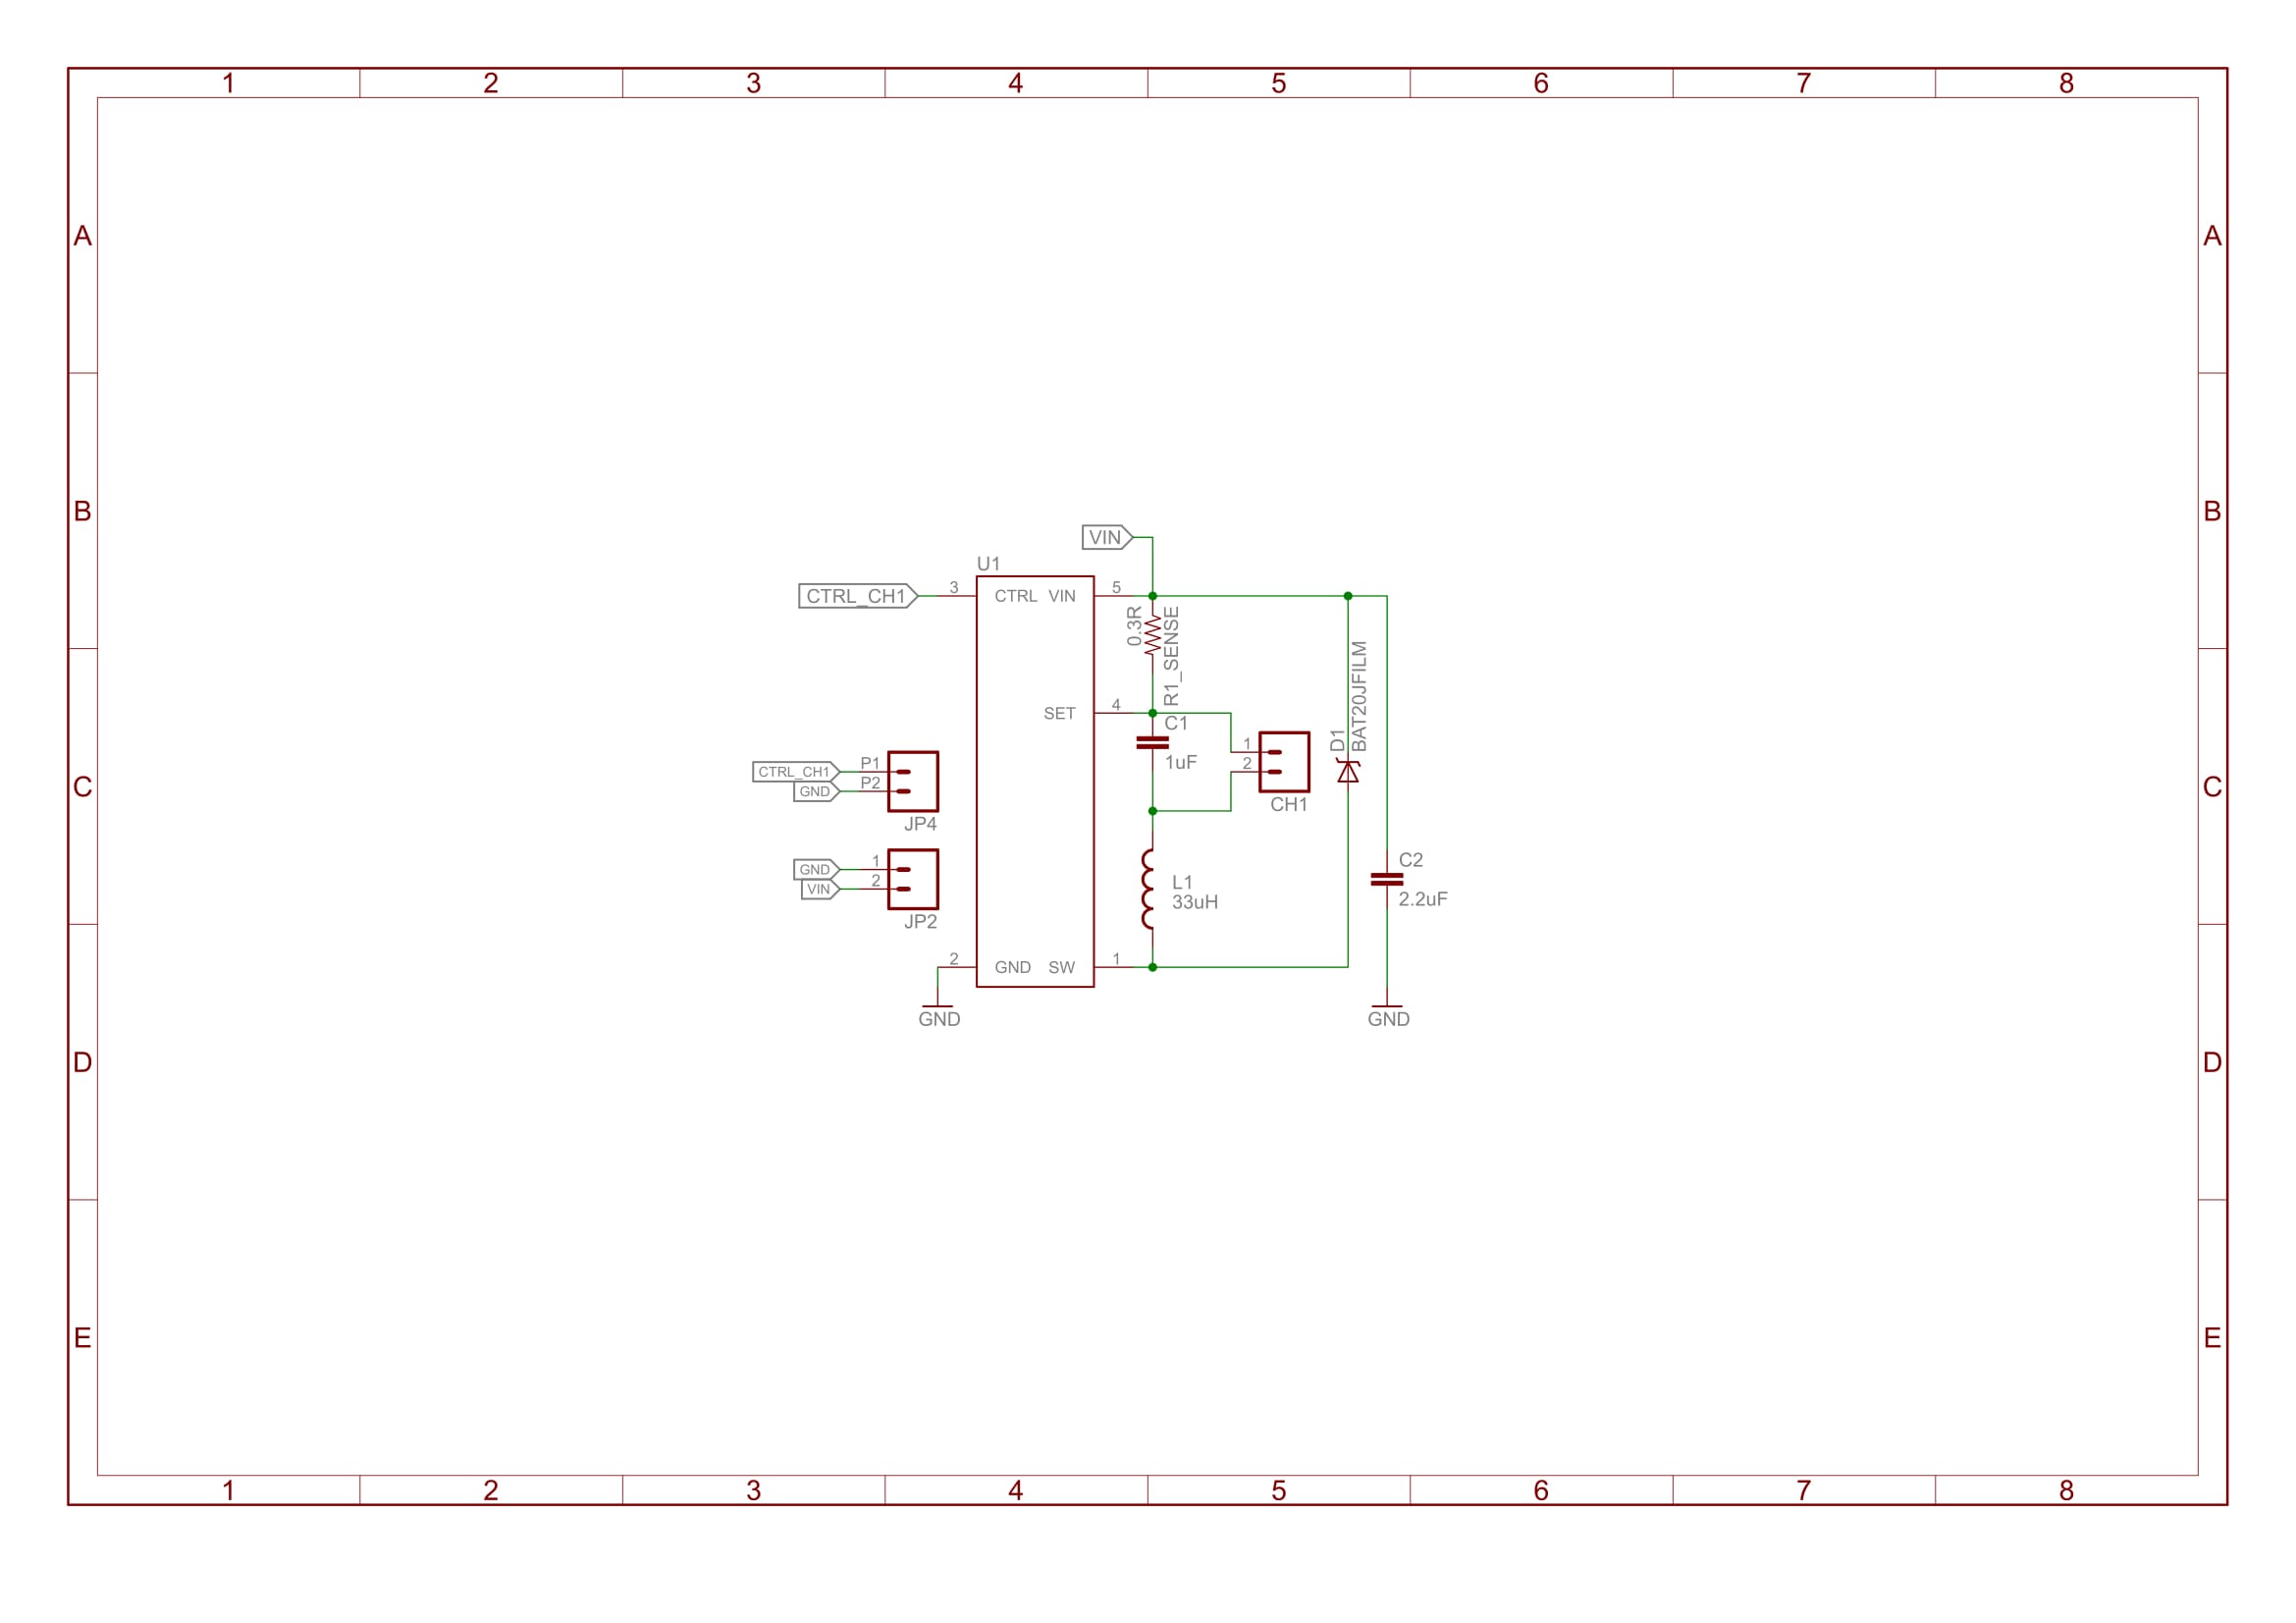 1 2 3 4 5 6 7 8
A A
B B
VIN
U1
CTRL_CH1 3 CTRL VIN 5
0.3R
R1_SENSE
C C
SET 4
C1
1uF
1
2
CH1
D1
BAT20JFILM
CTRL_CH1 P1
GND P2
JP4
GND 1
VIN 2
JP2
L1
33uH
C2
2.2uF
2 GND SW 1
GND
GND
D D
E E
1 2 3 4 5 6 7 8